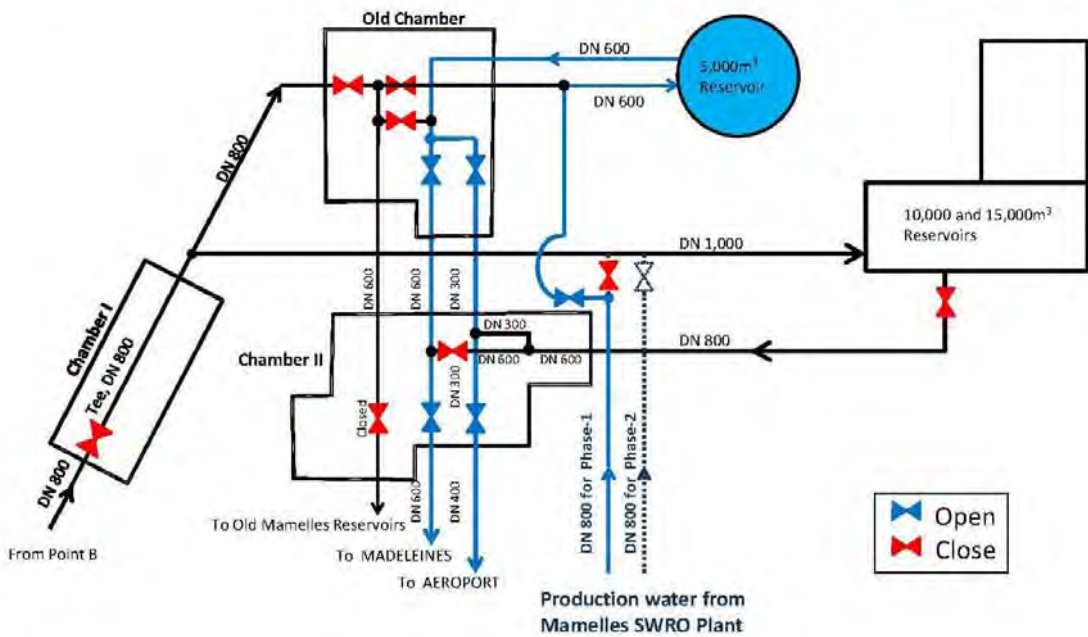 Old Chamber
DN 600
5,000m³
Reservoir
DN 600
DN 800
10,000 and 15,000m³
Reservoirs
DN 1,000
Chamber I
Tee, DN 800
DN 800
From Point B
DN 600
DN 600
DN 300
Chamber II
DN 300
DN 600
DN 600
DN 800
DN 300
Closed
DN 600
DN 400
To Old Mamelles Reservoirs
To MADELEINES
To AEROPORT
DN 800 for Phase-1
DN 800 for Phase-2
Production water from
Mamelles SWRO Plant
Open
Close